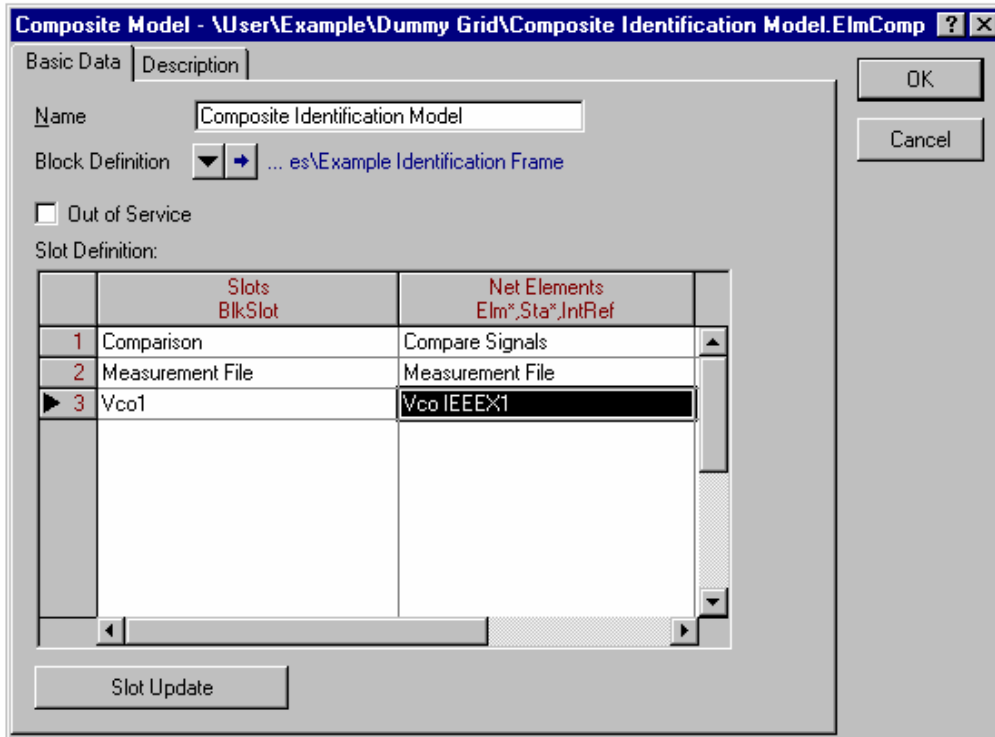 Composite Model - \User\Example\Dummy Grid\Composite Identification Model.ElmComp
Basic Data Description
OK
Cancel
Name Composite Identification Model
Block Definition ... es\Example Identification Frame
Out of Service
Slot Definition:
Slots Net Elements
BlkSlot Elm*,Sta*,IntRef
1 Comparison Compare Signals
2 Measurement File Measurement File
3 Vco1 Vco IEEEX1
Slot Update